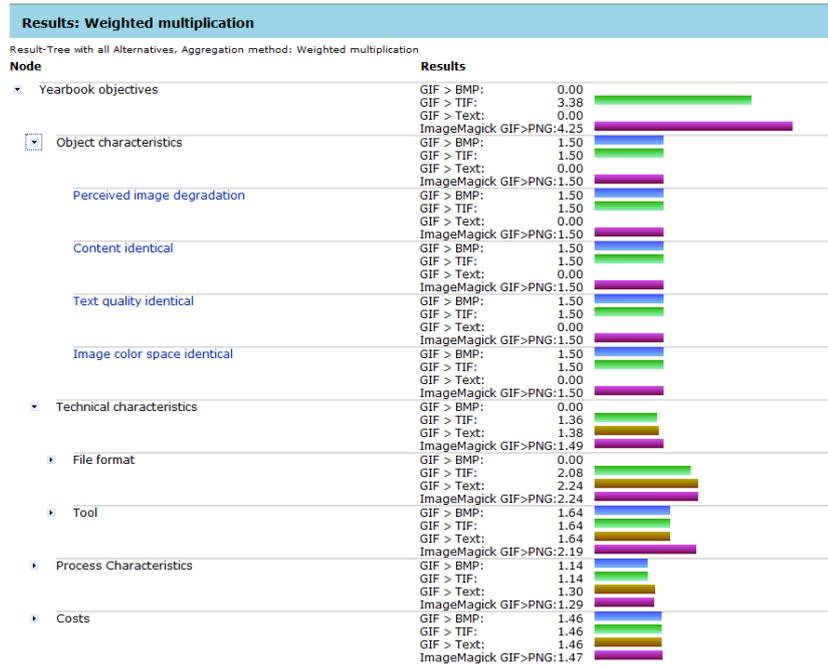 Results: Weighted multiplication
Result-Tree with all Alternatives, Aggregation method: Weighted multiplication
Node Results
Yearbook objectives GIF > BMP: 0.00
GIF > TIF: 3.38
GIF > Text: 0.00
ImageMagick GIF>PNG:4.25
Object characteristics GIF > BMP: 1.50
GIF > TIF: 1.50
GIF > Text: 0.00
ImageMagick GIF>PNG:1.50
Perceived image degradation GIF > BMP: 1.50
GIF > TIF: 1.50
GIF > Text: 0.00
ImageMagick GIF>PNG:1.50
Content identical GIF > BMP: 1.50
GIF > TIF: 1.50
GIF > Text: 0.00
ImageMagick GIF>PNG:1.50
Text quality identical GIF > BMP: 1.50
GIF > TIF: 1.50
GIF > Text: 0.00
ImageMagick GIF>PNG:1.50
Image color space identical GIF > BMP: 1.50
GIF > TIF: 1.50
GIF > Text: 0.00
ImageMagick GIF>PNG:1.50
Technical characteristics GIF > BMP: 0.00
GIF > TIF: 1.36
GIF > Text: 1.38
ImageMagick GIF>PNG:1.49
File format GIF > BMP: 0.00
GIF > TIF: 2.08
GIF > Text: 2.24
ImageMagick GIF>PNG:2.24
Tool GIF > BMP: 1.64
GIF > TIF: 1.64
GIF > Text: 1.64
ImageMagick GIF>PNG:2.19
Process Characteristics GIF > BMP: 1.14
GIF > TIF: 1.14
GIF > Text: 1.30
ImageMagick GIF>PNG:1.29
Costs GIF > BMP: 1.46
GIF > TIF: 1.46
GIF > Text: 1.46
ImageMagick GIF>PNG:1.47